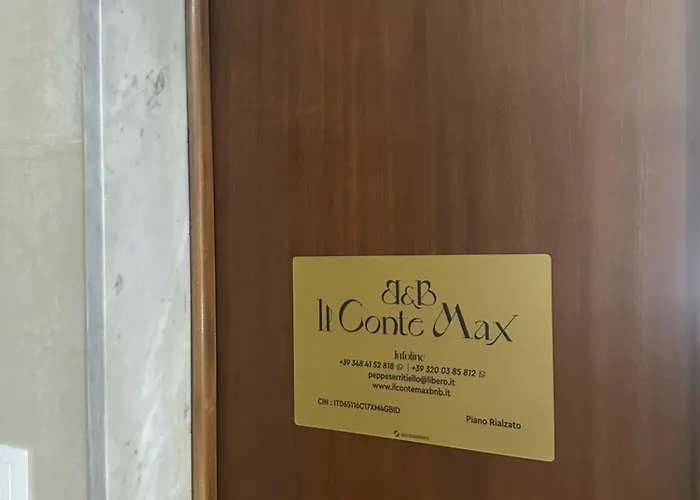 B&B
Il Conte Max
Infoline
+39 348 41 52 818 | +39 320 03 85 812
peppeserritiello@libero.it
www.ilcontemaxbnb.it
CIN : IT065116C17XM4GBID
Piano Rialzato